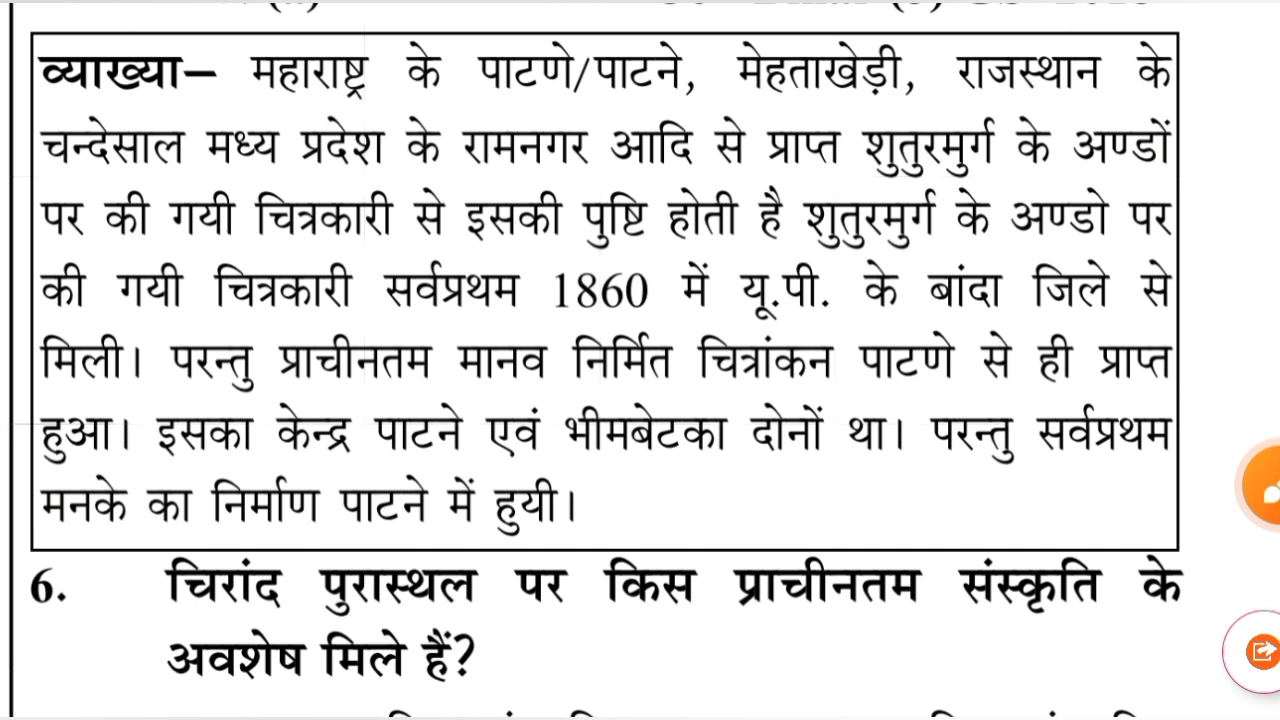 व्याख्या– महाराष्ट्र के पाटणे/पाटने, मेहताखेड़ी, राजस्थान के
चन्देसाल मध्य प्रदेश के रामनगर आदि से प्राप्त शुतुरमुर्ग के अण्डों
पर की गयी चित्रकारी से इसकी पुष्टि होती है शुतुरमुर्ग के अण्डो पर
की गयी चित्रकारी सर्वप्रथम 1860 में यू.पी. के बांदा जिले से
मिली। परन्तु प्राचीनतम मानव निर्मित चित्रांकन पाटणे से ही प्राप्त
हुआ। इसका केन्द्र पाटने एवं भीमबेटका दोनों था। परन्तु सर्वप्रथम
मनके का निर्माण पाटने में हुयी।
6. चिरांद पुरास्थल पर किस प्राचीनतम संस्कृति के
अवशेष मिले हैं?